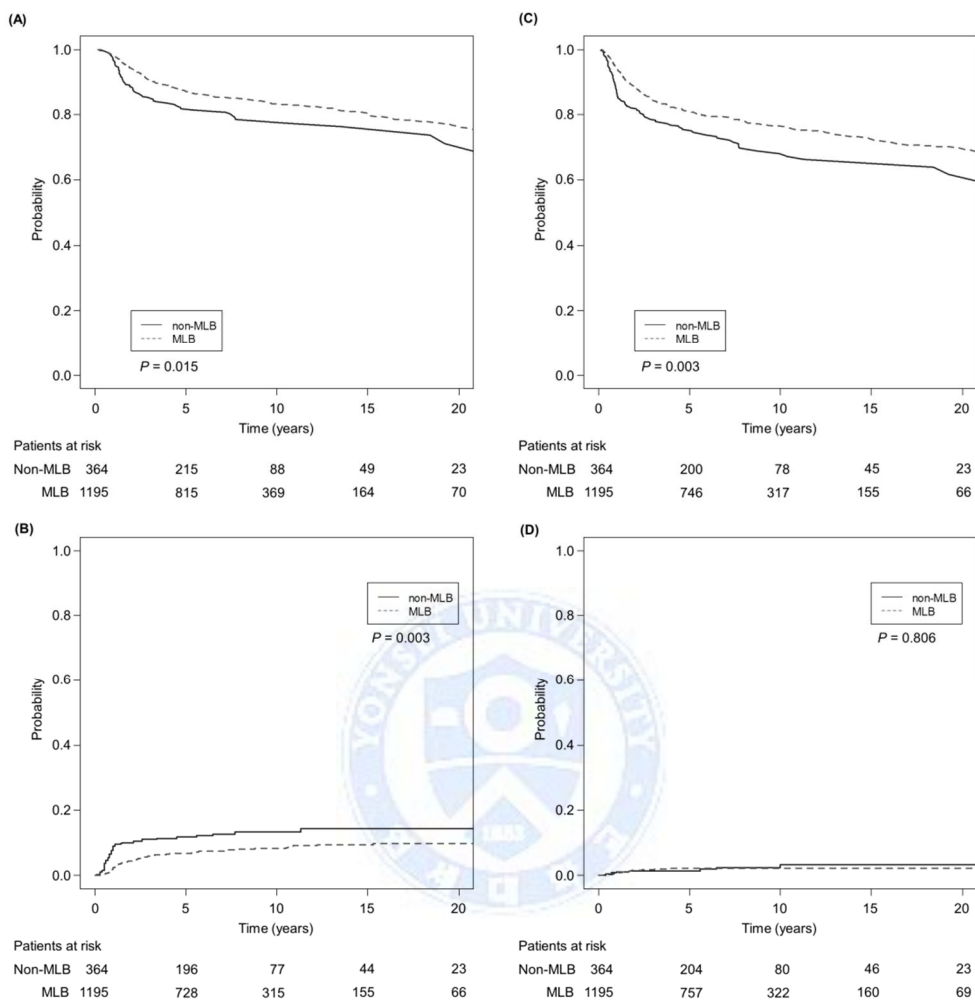 (A)
1.0
0.8
0.6
0.4
0.2
0.0
Probability
non-MLB
MLB
P = 0.015
0 5 10 15 20
Time (years)
Patients at risk
Non-MLB 364 215 88 49 23
MLB 1195 815 369 164 70
(C)
1.0
0.8
0.6
0.4
0.2
0.0
Probability
non-MLB
MLB
P = 0.003
0 5 10 15 20
Time (years)
Patients at risk
Non-MLB 364 200 78 45 23
MLB 1195 746 317 155 66
(B)
1.0
0.8
0.6
0.4
0.2
0.0
Probability
non-MLB
MLB
P = 0.003
0 5 10 15 20
Time (years)
Patients at risk
Non-MLB 364 196 77 44 23
MLB 1195 728 315 155 66
(D)
1.0
0.8
0.6
0.4
0.2
0.0
Probability
non-MLB
MLB
P = 0.806
0 5 10 15 20
Time (years)
Patients at risk
Non-MLB 364 204 80 46 23
MLB 1195 757 322 160 69
YONSEI UNIVERSITY
1885